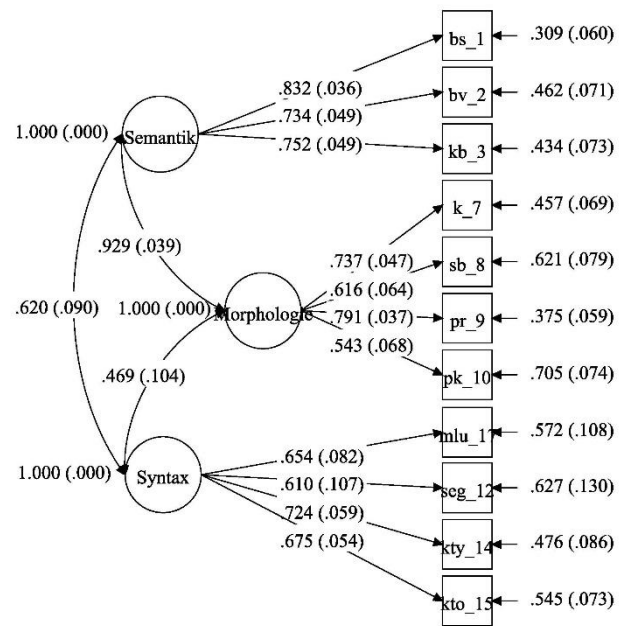 bs_1
.309 (.060)
.832 (.036)
bv_2
.462 (.071)
.734 (.049)
1.000 (.000)
Semantik
.752 (.049)
kb_3
.434 (.073)
k_7
.457 (.069)
.929 (.039)
.737 (.047)
sb_8
.621 (.079)
.616 (.064)
.620 (.090)
1.000 (.000)
Morphologie
.791 (.037)
pr_9
.375 (.059)
.543 (.068)
.469 (.104)
pk_10
.705 (.074)
mlu_17
.572 (.108)
.654 (.082)
1.000 (.000)
Syntax
.610 (.107)
scg_12
.627 (.130)
.724 (.059)
.675 (.054)
kty_14
.476 (.086)
kto_15
.545 (.073)